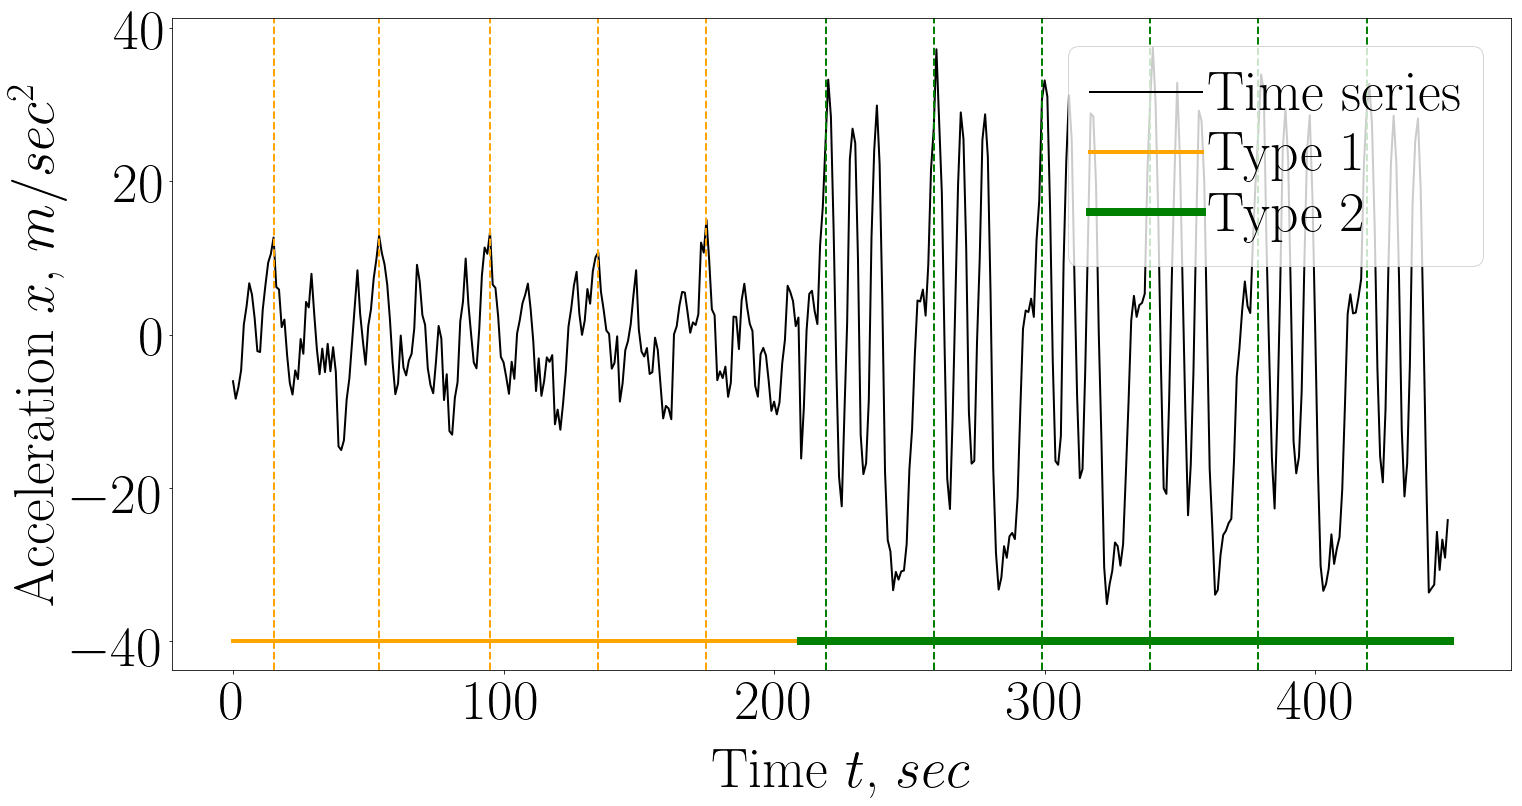 40
20
0
−20
−40
Acceleration x, m/sec²
Time series
Type 1
Type 2
0 100 200 300 400
Time t, sec